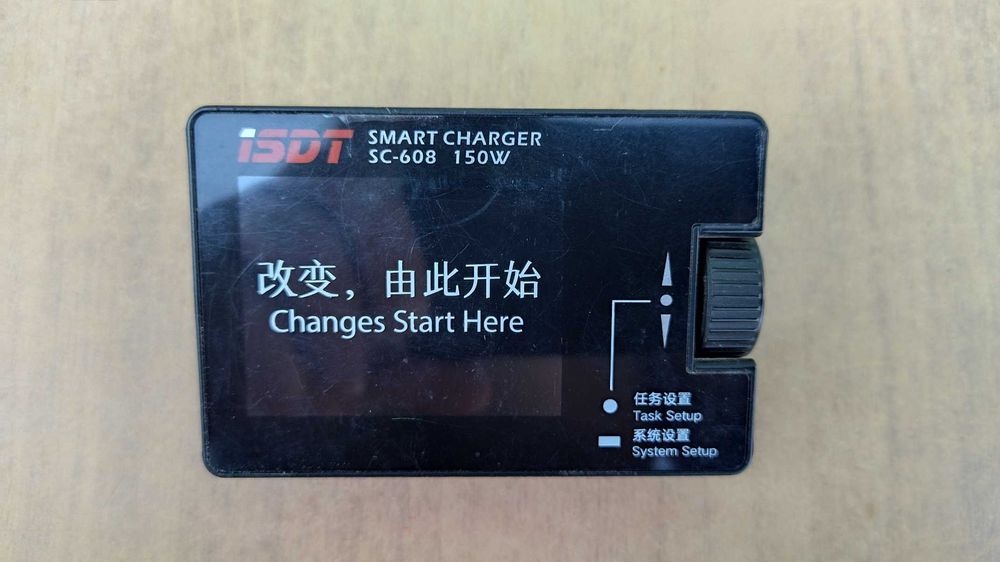 iSDT
SMART CHARGER
SC-608 150W
改变，由此开始
Changes Start Here
任务设置
Task Setup
系统设置
System Setup